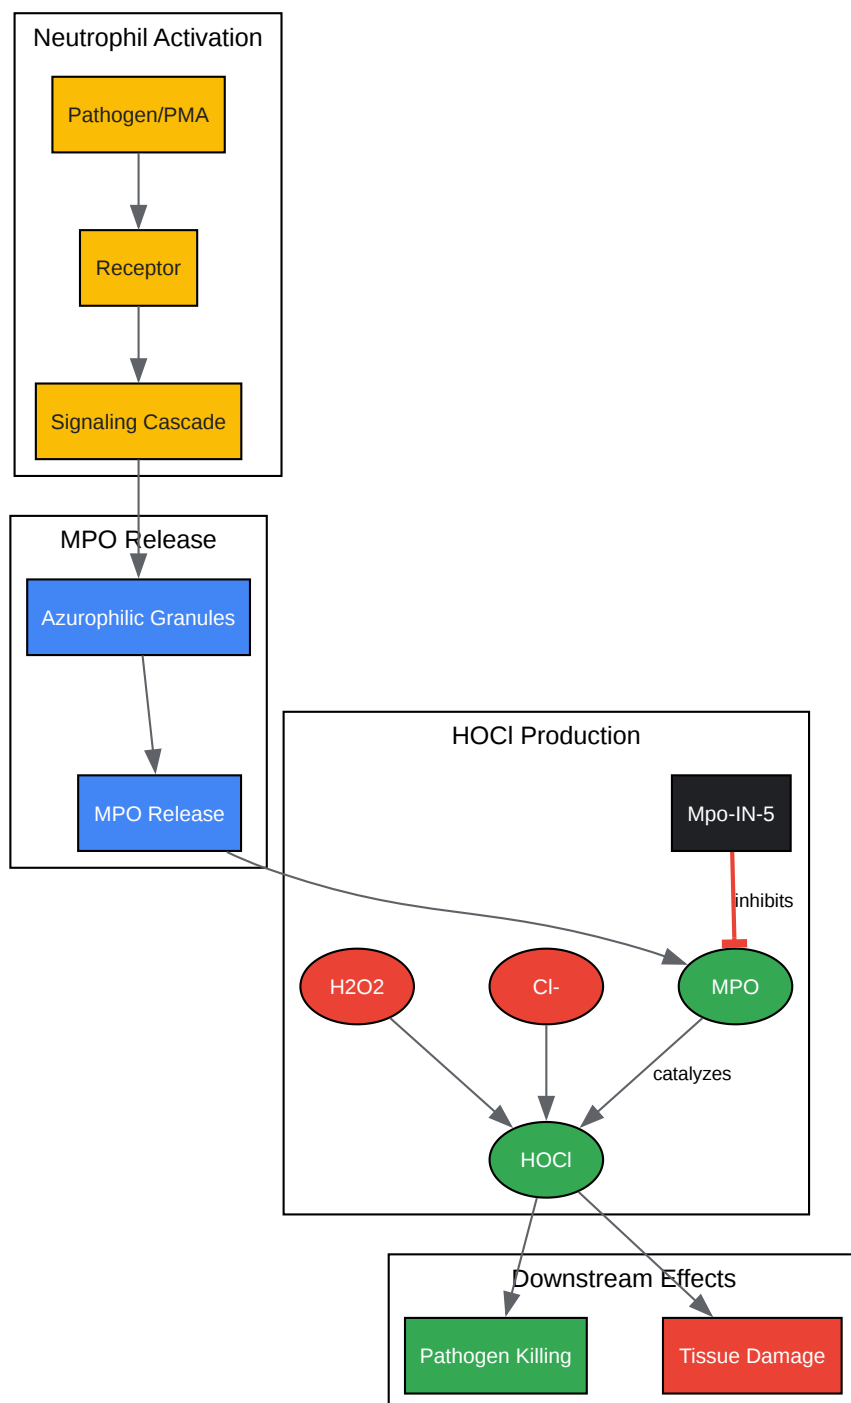 Neutrophil Activation
Pathogen/PMA
Receptor
Signaling Cascade
MPO Release
Azurophilic Granules
MPO Release
HOCl Production
Mpo-IN-5
inhibits
H2O2
Cl-
MPO
catalyzes
HOCl
Downstream Effects
Pathogen Killing
Tissue Damage